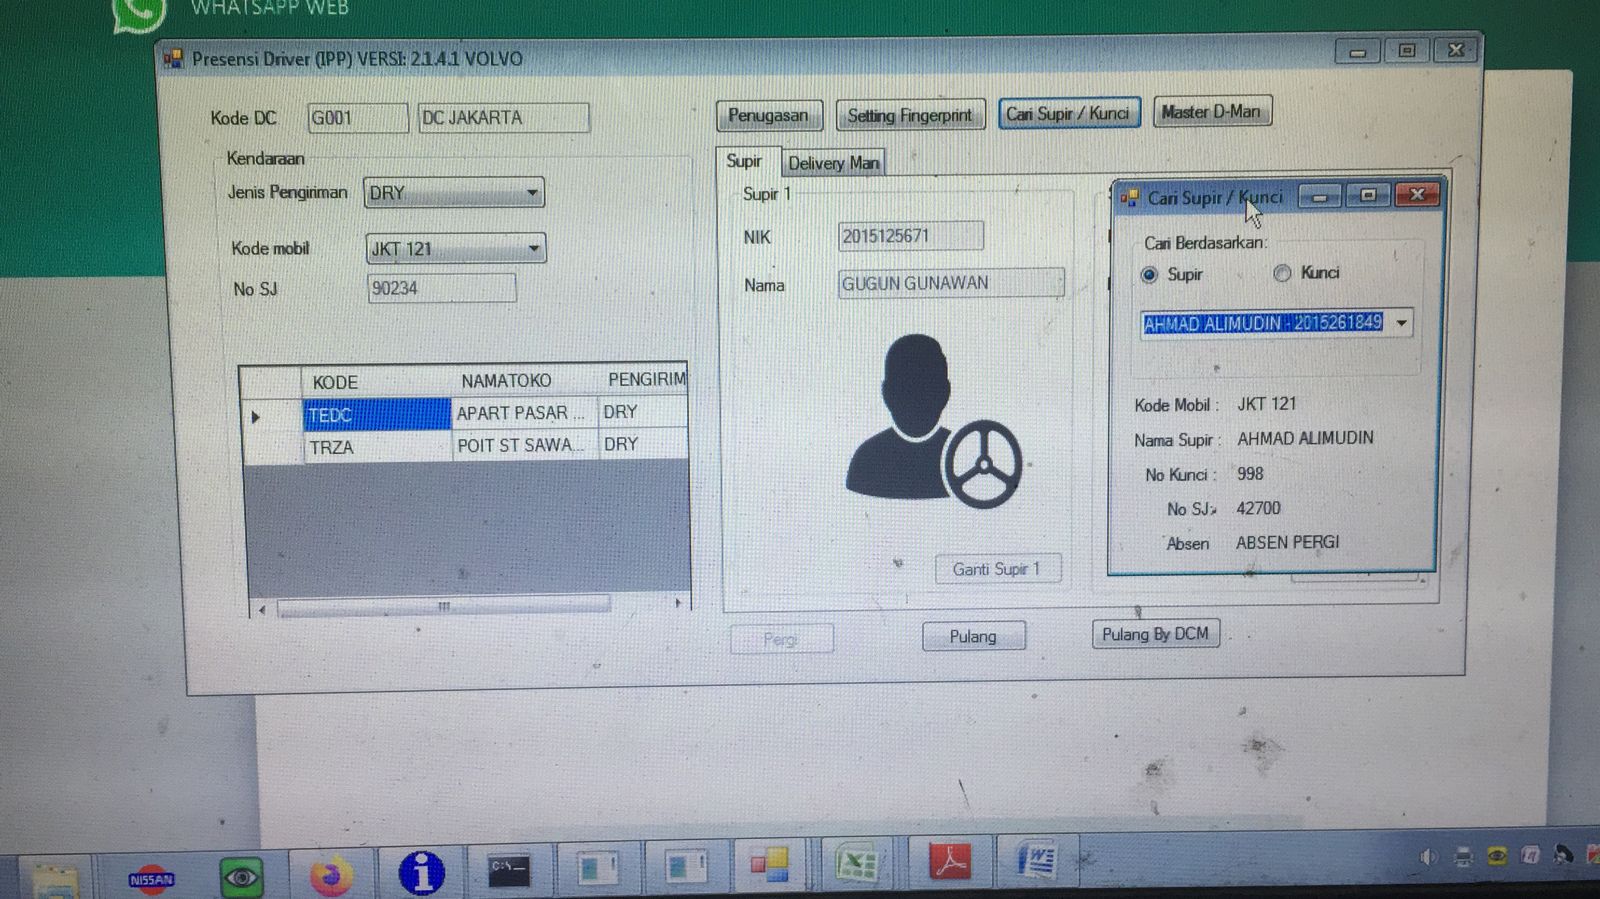 WHATSAPP WEB
Presensi Driver (IPP) VERSI: 2.1.4.1 VOLVO
Kode DC G001 DC JAKARTA
Penugasan Setting Fingerprint Cari Supir / Kunci Master D-Man
Kendaraan
Jenis Pengiriman DRY
Kode mobil JKT 121
No SJ 90234
KODE NAMATOKO PENGIRIM
TEDC APART PASAR ... DRY
TRZA POIT ST SAWA... DRY
Supir Delivery Man
Supir 1
NIK 2015125671
Nama GUGUN GUNAWAN
Ganti Supir 1
Pergi Pulang Pulang By DCM
Cari Supir / Kunci
Cari Berdasarkan:
Supir Kunci
AHMAD ALIMUDIN - 2015261849
Kode Mobil : JKT 121
Nama Supir : AHMAD ALIMUDIN
No Kunci : 998
No SJ: 42700
Absen ABSEN PERGI
NISSAN
C:\